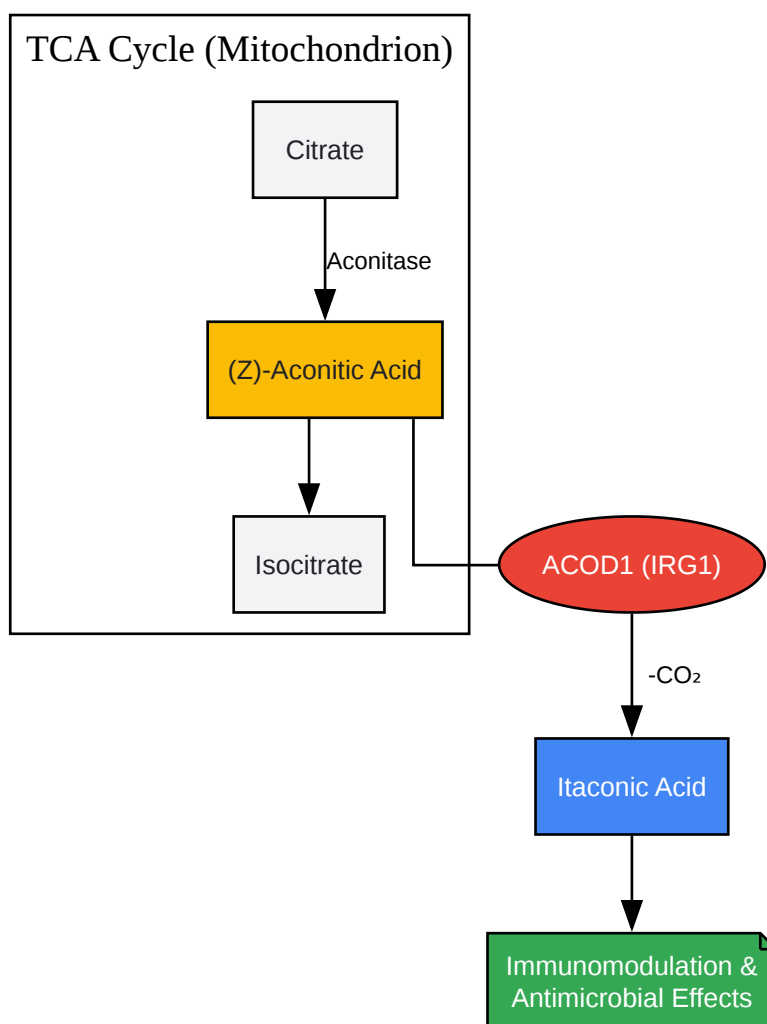 TCA Cycle (Mitochondrion)
Citrate
Aconitase
(Z)-Aconitic Acid
Isocitrate
ACOD1 (IRG1)
-CO₂
Itaconic Acid
Immunomodulation &
Antimicrobial Effects